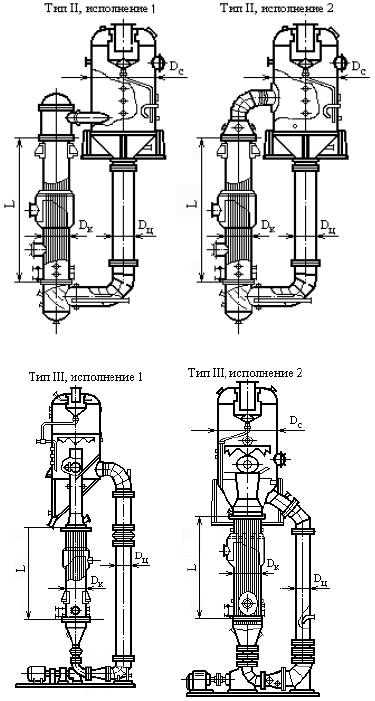 Тип II, исполнение 1
Тип II, исполнение 2
Dс
Dс
L
L
Dк
Dц
Dк
Dц
Тип III, исполнение 1
Тип III, исполнение 2
Dс
L
L
Dк
Dц
Dк
Dц